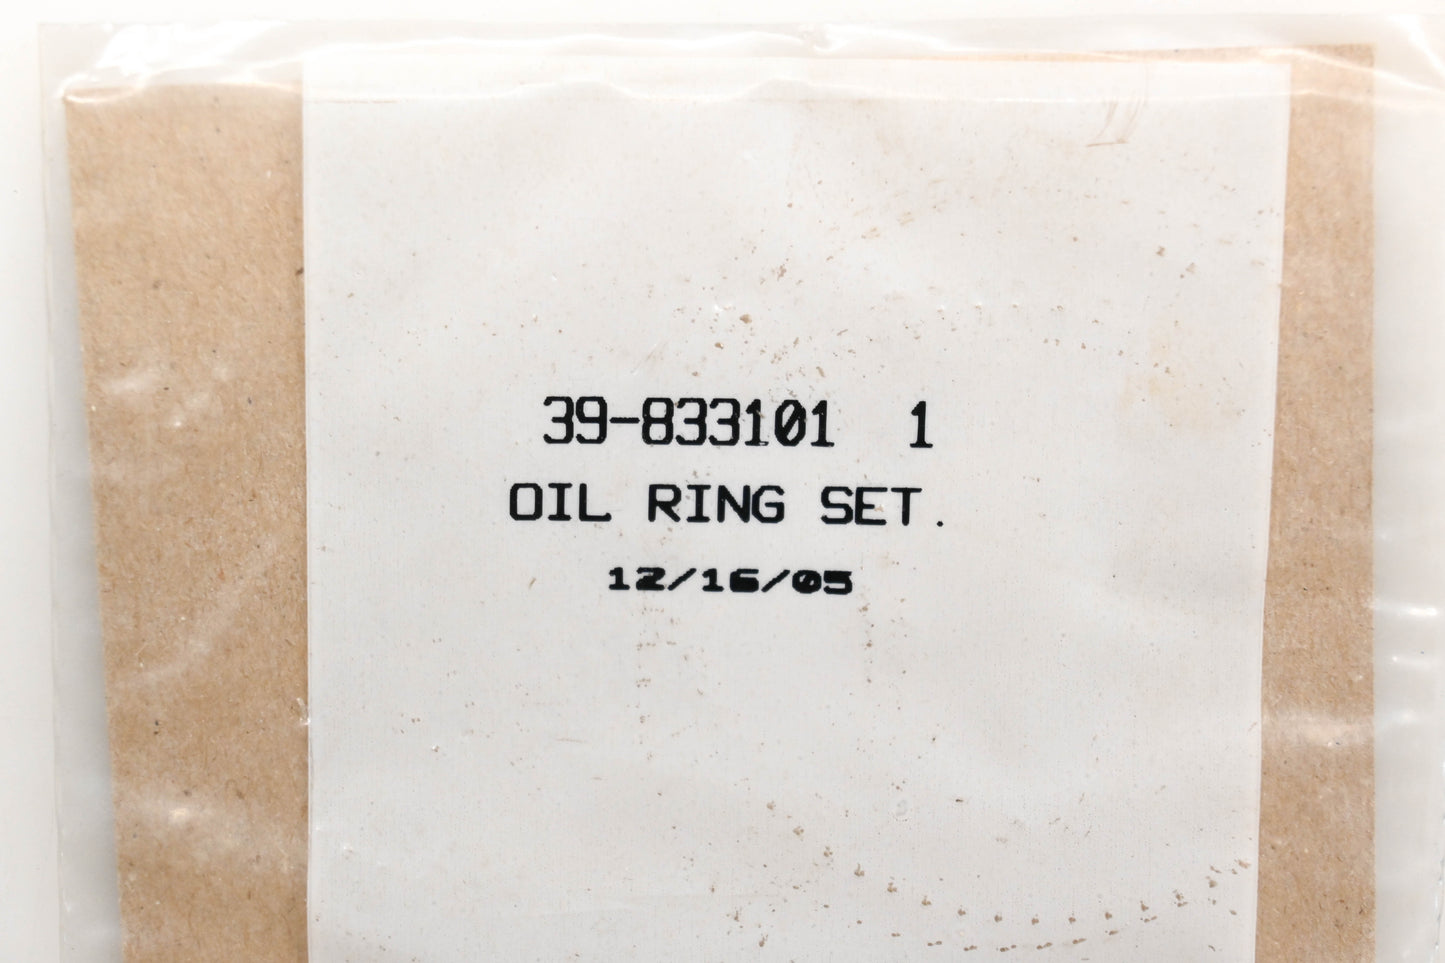 39-833101 1
OIL RING SET.
12/16/05